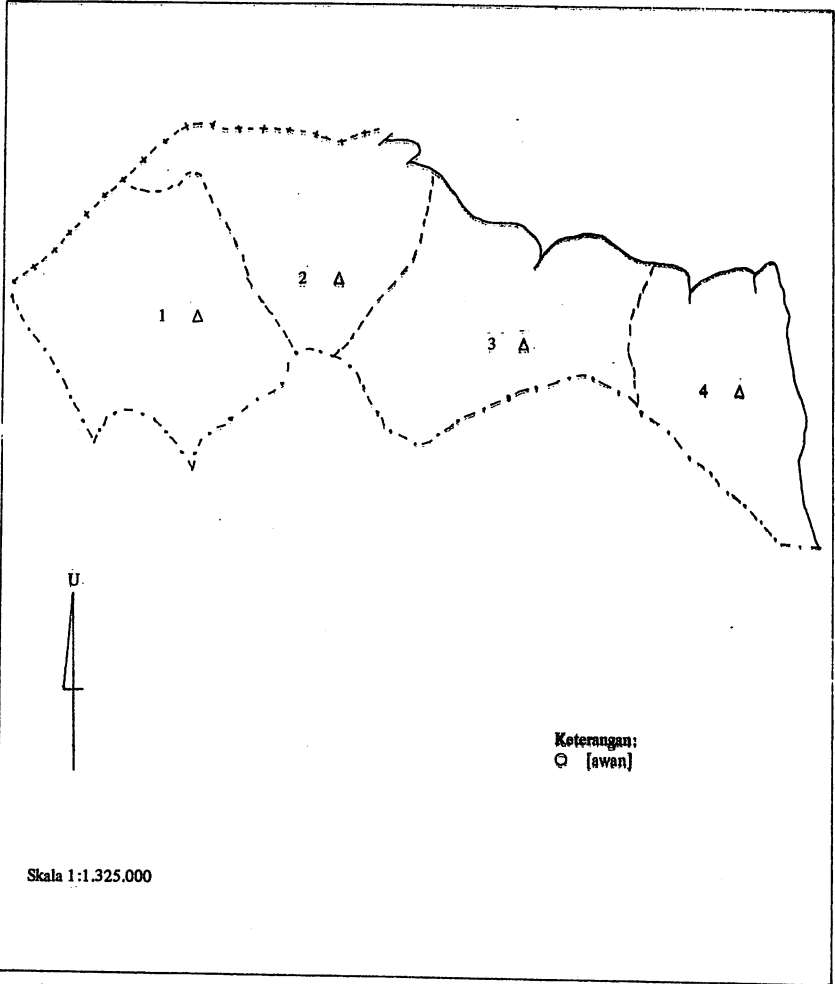 1 Δ
2 Δ
3 Δ
4 Δ
U
Keterangan:
O [awan]
Skala 1:1.325.000